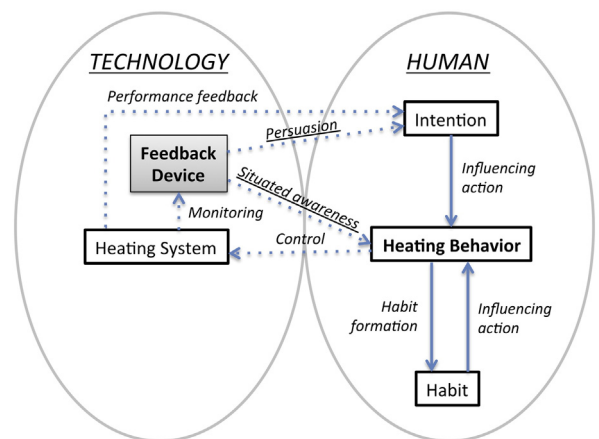 TECHNOLOGY
HUMAN
Performance feedback
Intention
Persuasion
Feedback
Device
Situated awareness
Influencing
action
Monitoring
Heating System
Control
Heating Behavior
Habit
formation
Influencing
action
Habit